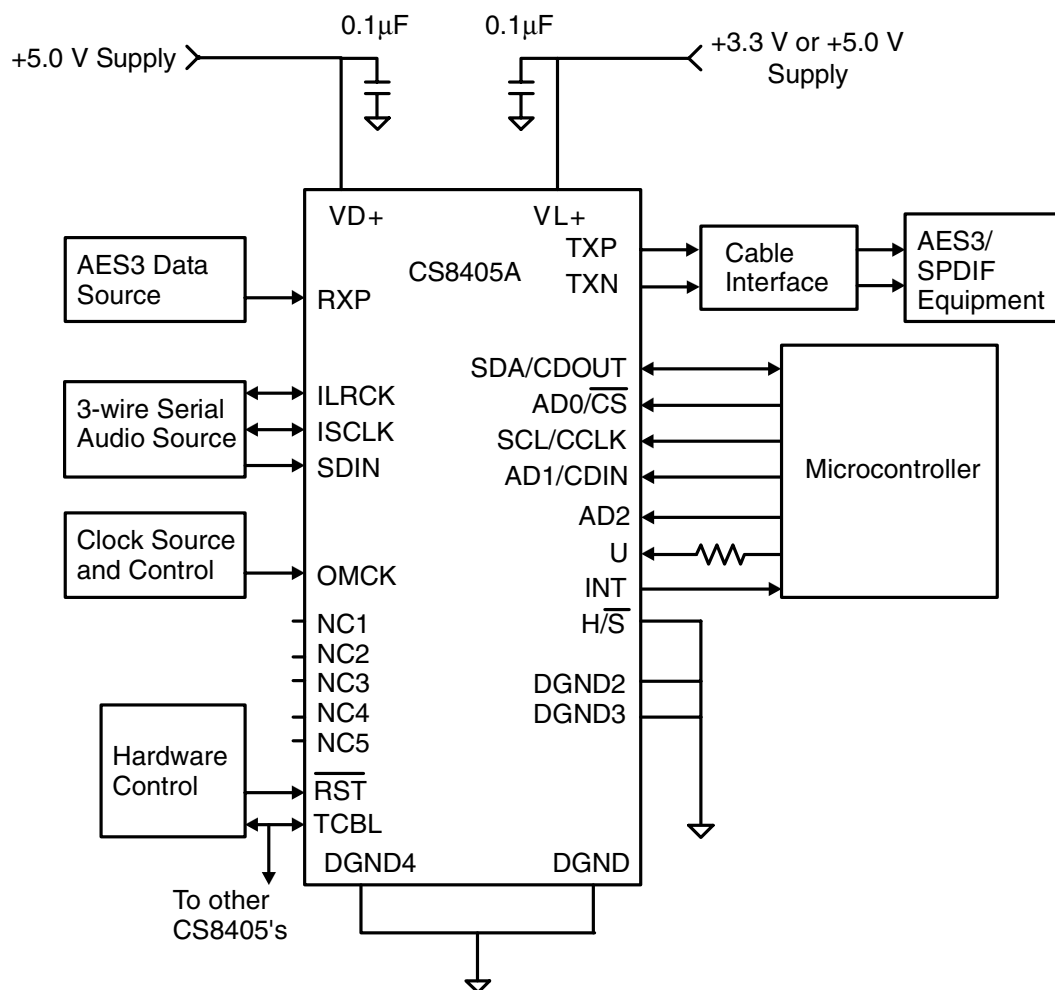 0.1μF
0.1μF
+5.0 V Supply
+3.3 V or +5.0 V
Supply
VD+
VL+
CS8405A
AES3 Data
Source
RXP
TXP
TXN
Cable
Interface
AES3/
SPDIF
Equipment
3-wire Serial
Audio Source
ILRCK
ISCLK
SDIN
SDA/CDOUT
AD0/C̅S̅
SCL/CCLK
AD1/CDIN
AD2
U
INT
H/S̅
Microcontroller
Clock Source
and Control
OMCK
NC1
NC2
NC3
NC4
NC5
DGND2
DGND3
Hardware
Control
R̅S̅T̅
TCBL
DGND4
DGND
To other
CS8405's